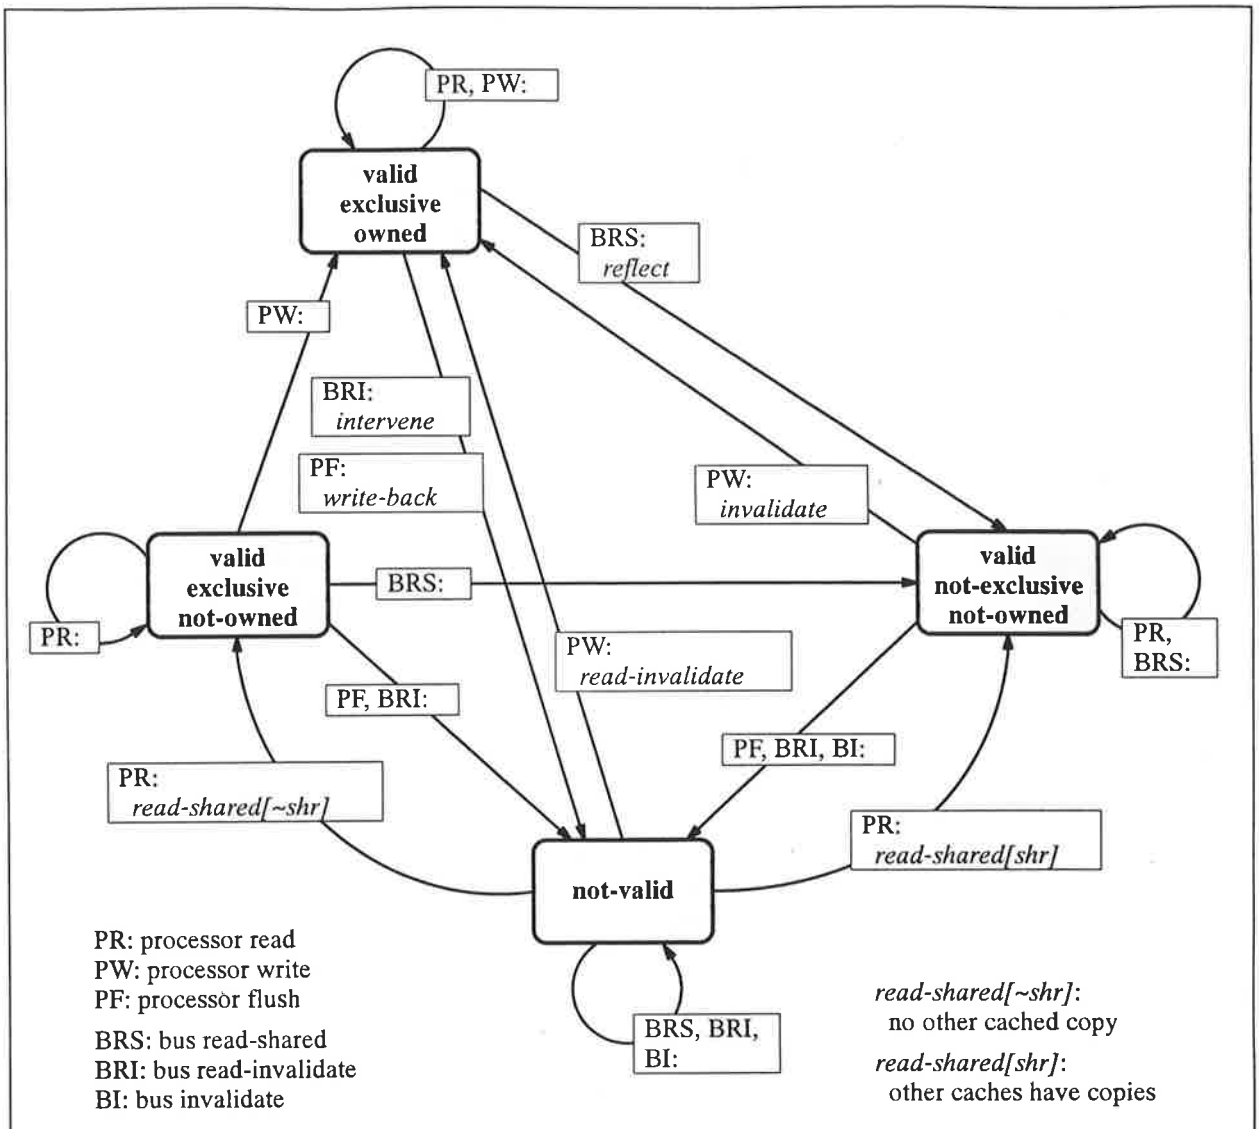 PR, PW:
valid
exclusive
owned
BRS:
reflect
PW:
BRI:
intervene
PF:
write-back
PW:
invalidate
valid
exclusive
not-owned
BRS:
valid
not-exclusive
not-owned
PR:
PR,
BRS:
PW:
read-invalidate
PF, BRI:
PF, BRI, BI:
PR:
read-shared[~shr]
PR:
read-shared[shr]
not-valid
BRS, BRI,
BI:
PR: processor read
PW: processor write
PF: processor flush
BRS: bus read-shared
BRI: bus read-invalidate
BI: bus invalidate
read-shared[~shr]:
no other cached copy
read-shared[shr]:
other caches have copies